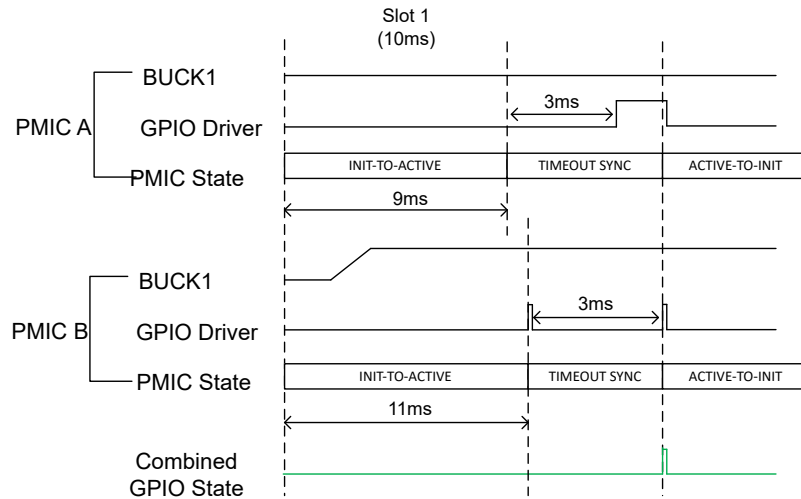 Slot 1
(10ms)
BUCK1
3ms
PMIC A
GPIO Driver
PMIC State
INIT-TO-ACTIVE
TIMEOUT SYNC
ACTIVE-TO-INIT
9ms
BUCK1
3ms
PMIC B
GPIO Driver
PMIC State
INIT-TO-ACTIVE
TIMEOUT SYNC
ACTIVE-TO-INIT
11ms
Combined
GPIO State